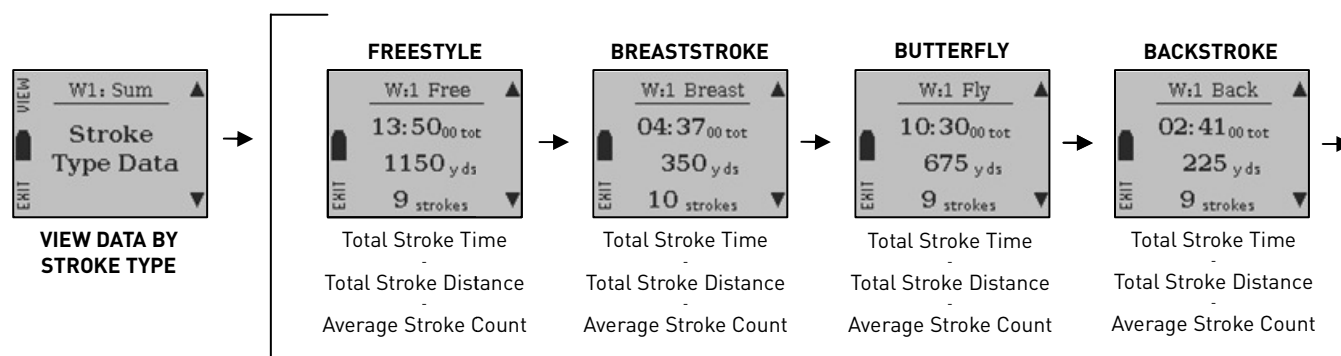 VIEW
W1: Sum
Stroke
Type Data
EXIT
VIEW DATA BY
STROKE TYPE
FREESTYLE
W:1 Free
13:50 00 tot
1150 yds
9 strokes
EXIT
Total Stroke Time
-
Total Stroke Distance
-
Average Stroke Count
BREASTSTROKE
W:1 Breast
04:37 00 tot
350 yds
10 strokes
EXIT
Total Stroke Time
-
Total Stroke Distance
-
Average Stroke Count
BUTTERFLY
W:1 Fly
10:30 00 tot
675 yds
9 strokes
EXIT
Total Stroke Time
-
Total Stroke Distance
-
Average Stroke Count
BACKSTROKE
W:1 Back
02:41 00 tot
225 yds
9 strokes
EXIT
Total Stroke Time
-
Total Stroke Distance
-
Average Stroke Count